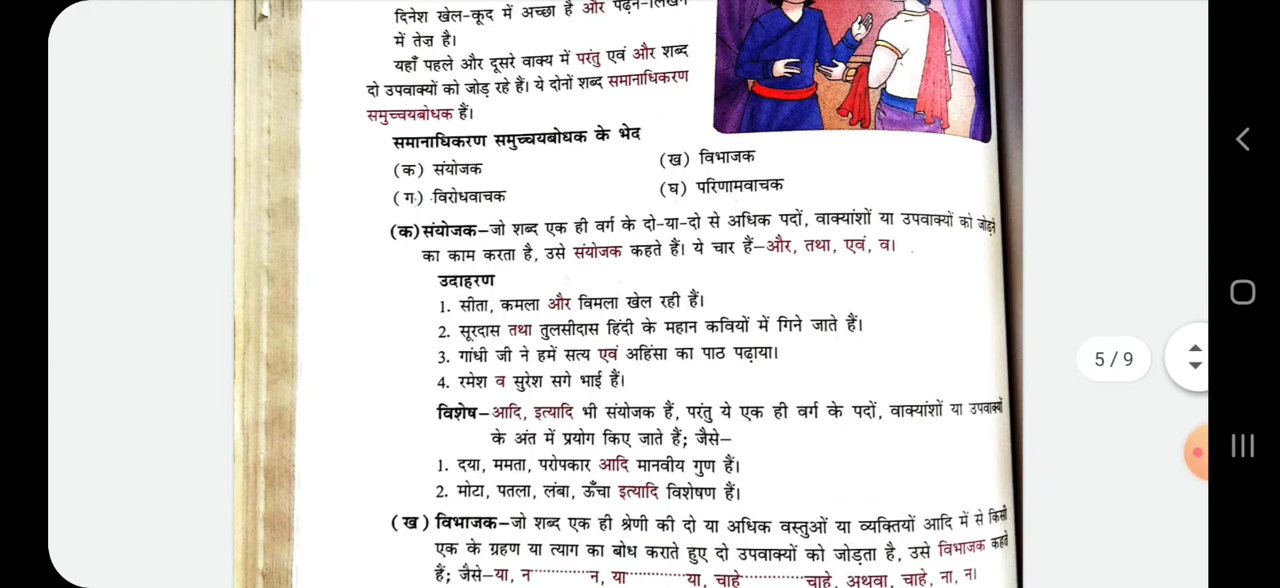 दिनेश खेल-कूद में अच्छा है और पढ़ने-लिखने
में तेज़ है।
यहाँ पहले और दूसरे वाक्य में परंतु एवं और शब्द
दो उपवाक्यों को जोड़ रहे हैं। ये दोनों शब्द समानाधिकरण
समुच्चयबोधक हैं।
समानाधिकरण समुच्चयबोधक के भेद
(क) संयोजक (ख) विभाजक
(ग) विरोधवाचक (घ) परिणामवाचक
(क) संयोजक–जो शब्द एक ही वर्ग के दो-या-दो से अधिक पदों, वाक्यांशों या उपवाक्यों को जोड़ने
का काम करता है, उसे संयोजक कहते हैं। ये चार हैं–और, तथा, एवं, व।
उदाहरण
1. सीता, कमला और विमला खेल रही हैं।
2. सूरदास तथा तुलसीदास हिंदी के महान कवियों में गिने जाते हैं।
3. गांधी जी ने हमें सत्य एवं अहिंसा का पाठ पढ़ाया।
4. रमेश व सुरेश सगे भाई हैं।
विशेष–आदि, इत्यादि भी संयोजक हैं, परंतु ये एक ही वर्ग के पदों, वाक्यांशों या उपवाक्यों
के अंत में प्रयोग किए जाते हैं; जैसे–
1. दया, ममता, परोपकार आदि मानवीय गुण हैं।
2. मोटा, पतला, लंबा, ऊँचा इत्यादि विशेषण हैं।
(ख) विभाजक–जो शब्द एक ही श्रेणी की दो या अधिक वस्तुओं या व्यक्तियों आदि में से किसी
एक के ग्रहण या त्याग का बोध कराते हुए दो उपवाक्यों को जोड़ता है, उसे विभाजक कहते
हैं; जैसे–या, न············न, या············या, चाहे············चाहे, अथवा, चाहे, ना, न।
5 / 9